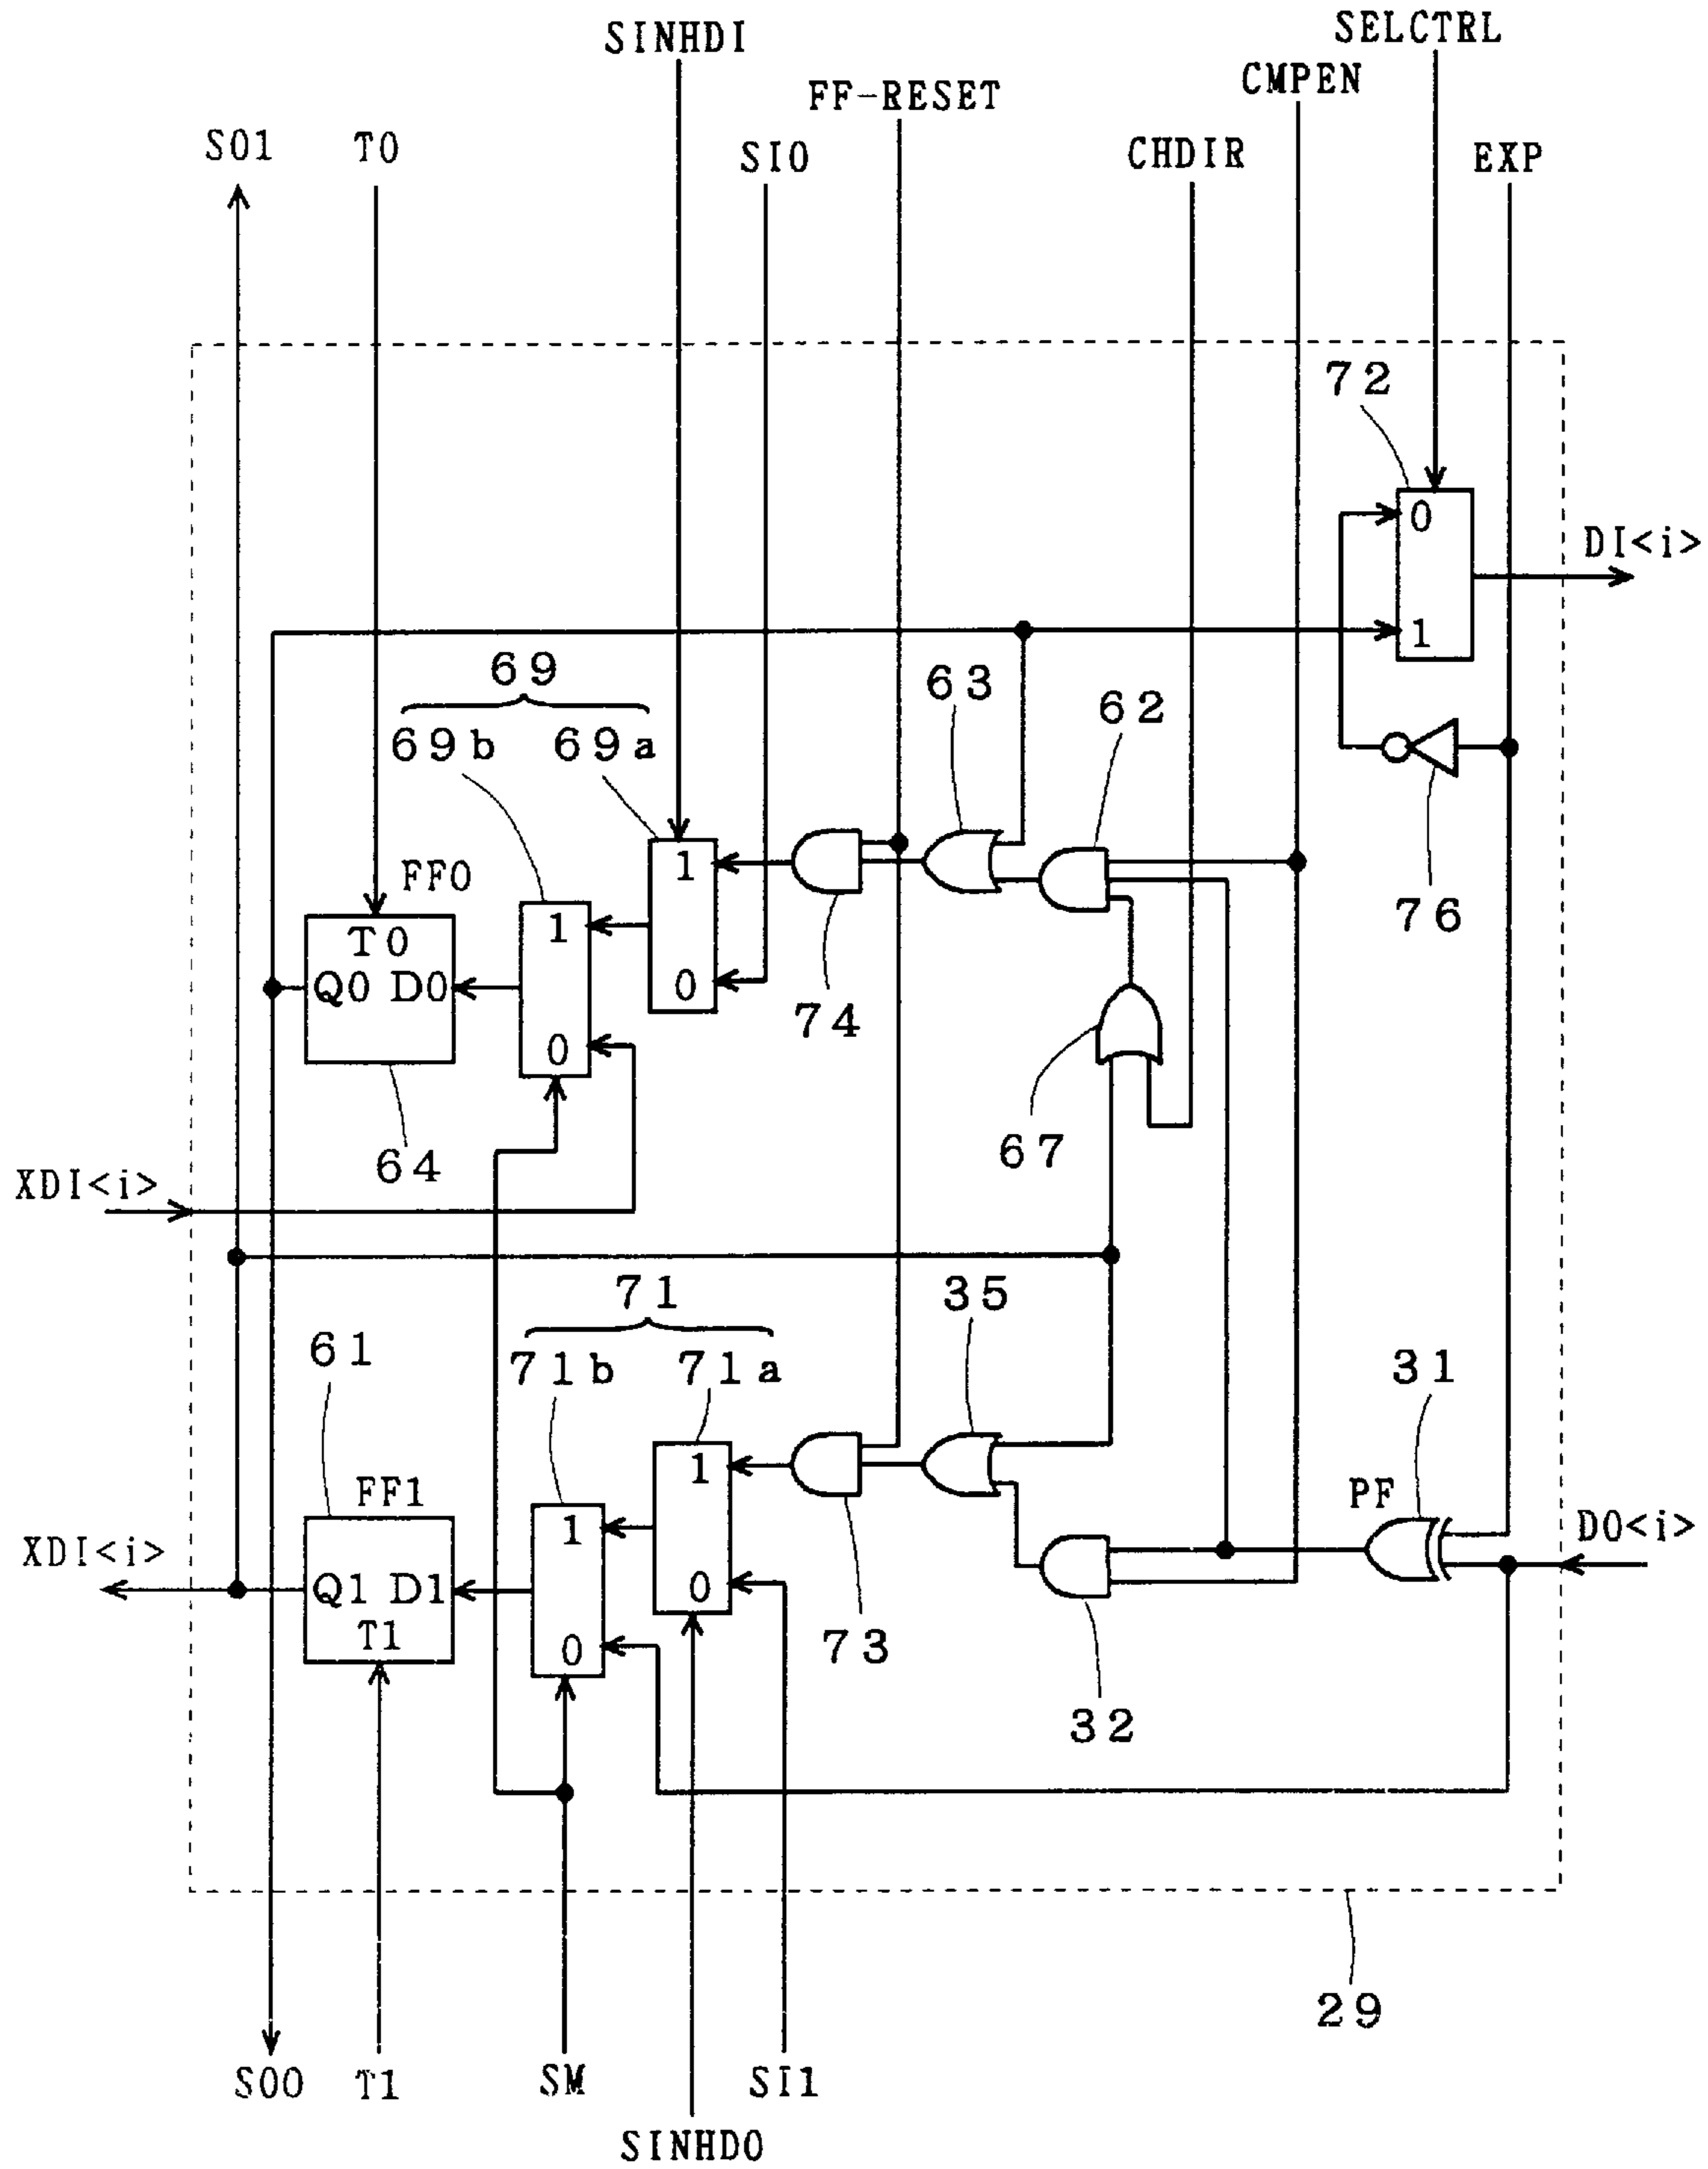 SINHDI
SELCTRL
CMPEN
FF-RESET
SO1
T0
SI0
CHDIR
EXP
72
0
DI<i>
1
69
63
62
69b
69a
76
1
FF0
1
T0
Q0 D0
0
74
0
67
64
XDI<i>
71
35
61
71b
71a
31
1
FF1
PF
1
DO<i>
XDI<i>
Q1 D1
0
T1
0
73
32
29
SO0
T1
SM
SI1
SINHDO